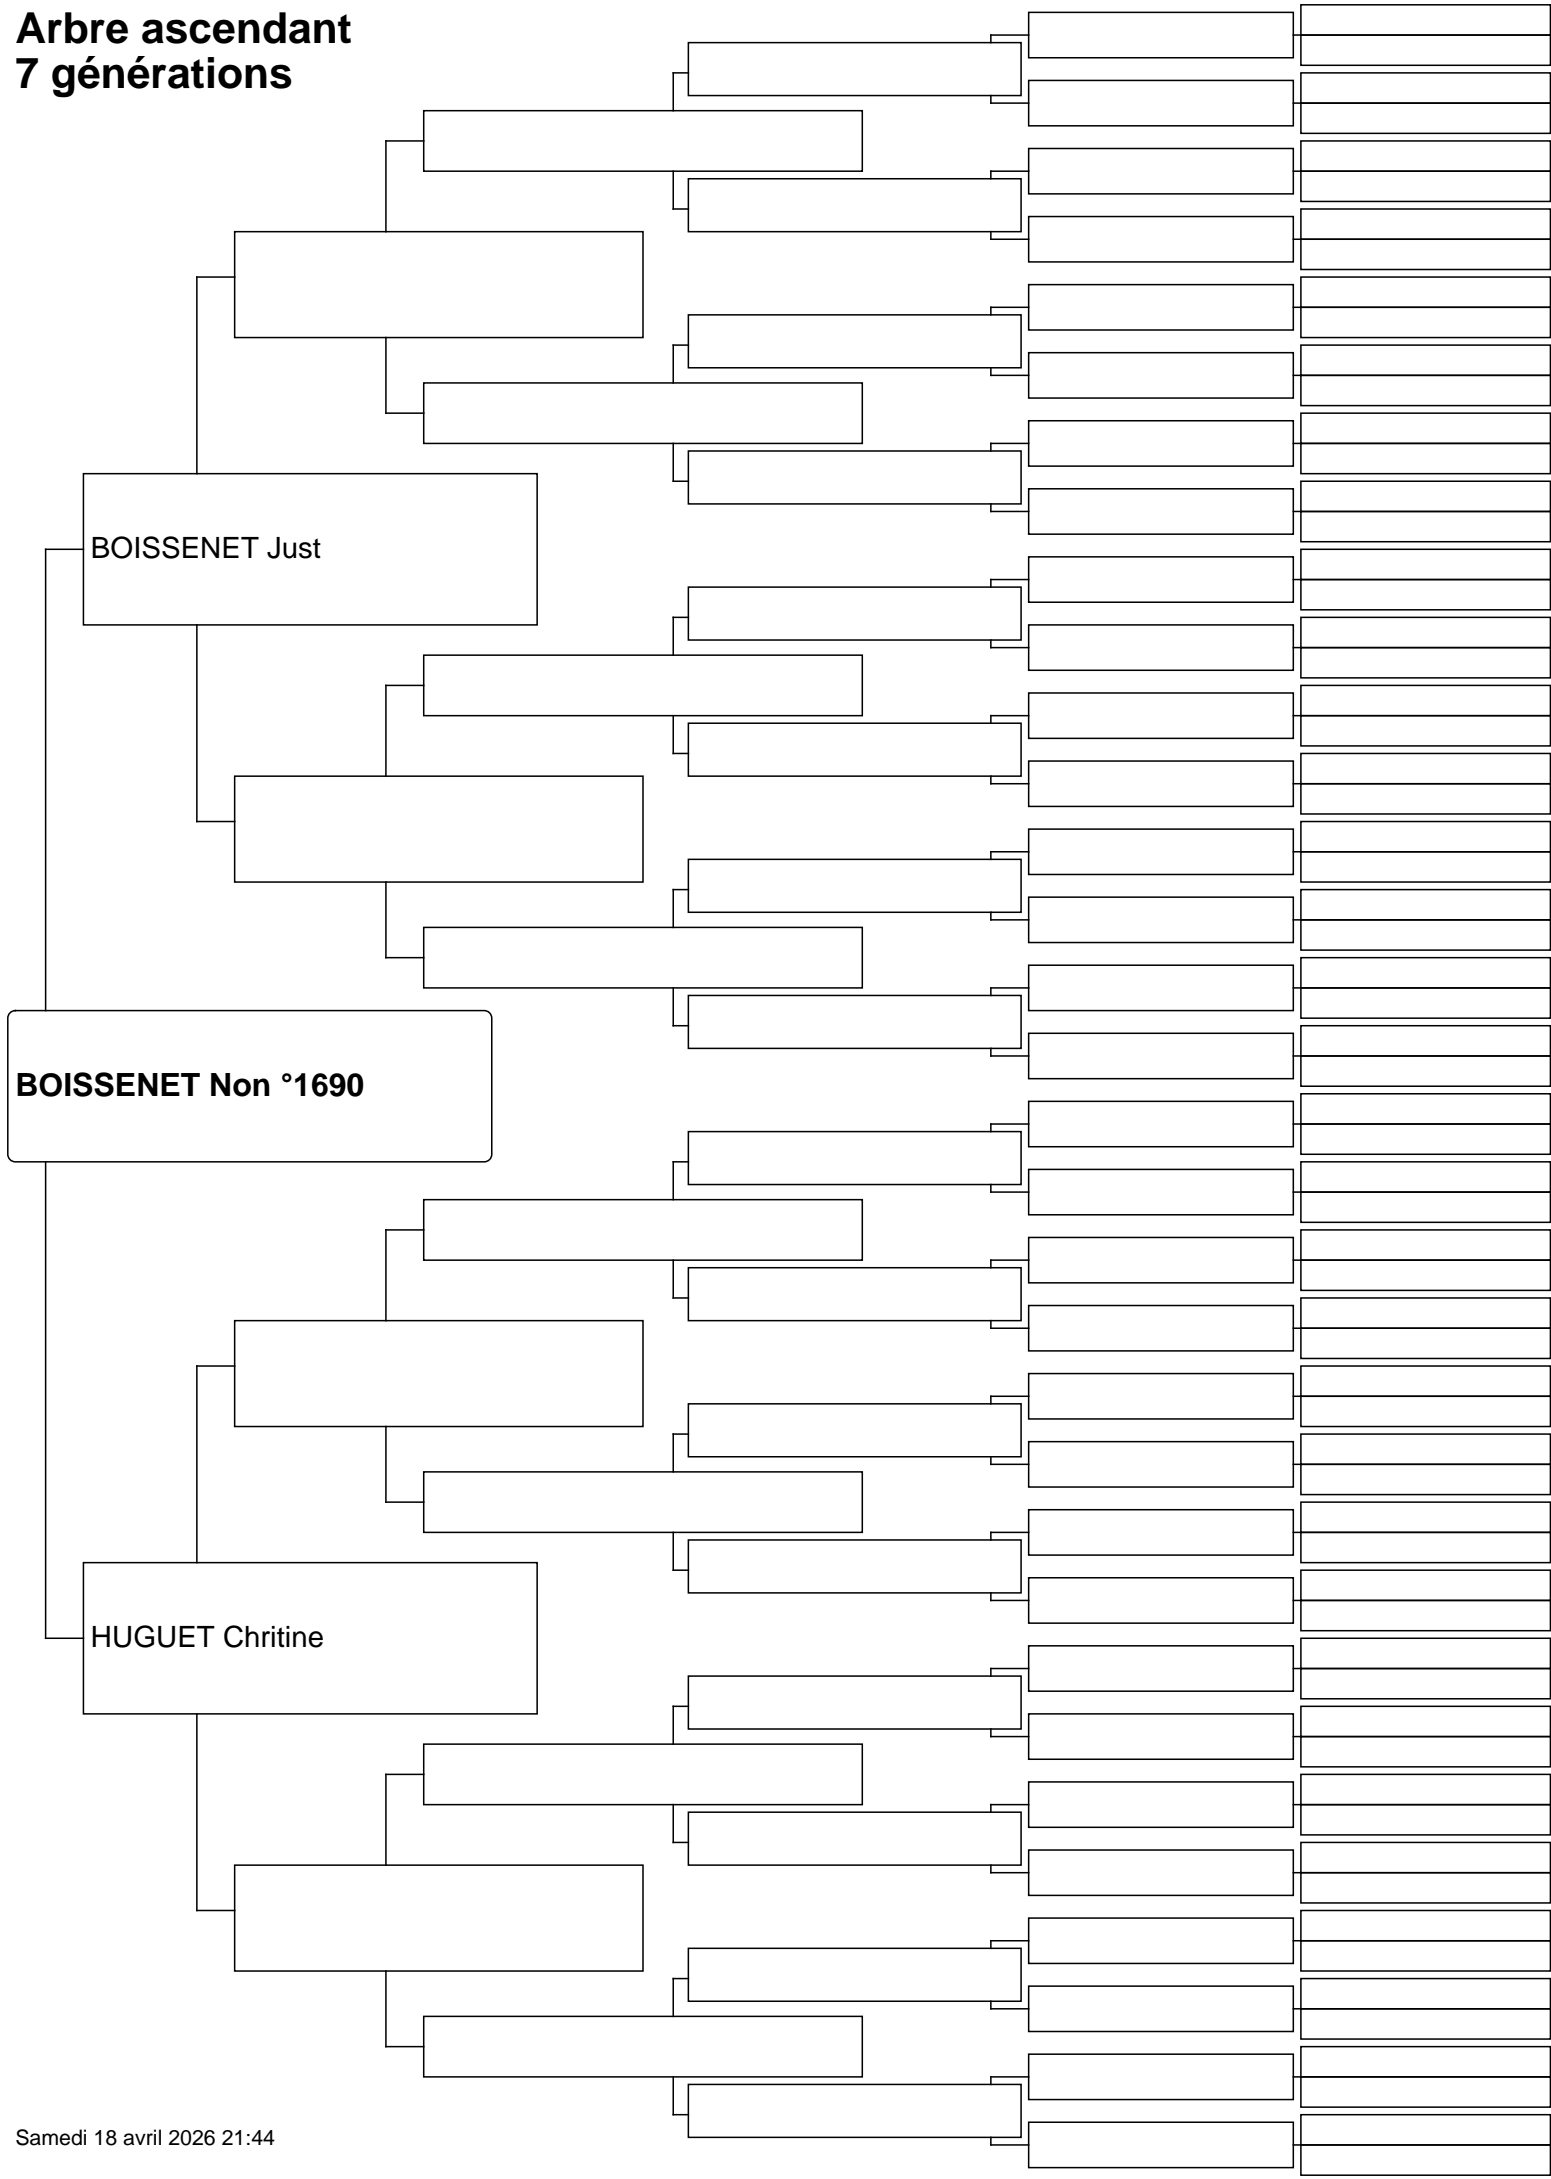 Arbre ascendant
7 générations
BOISSENET Just
BOISSENET Non °1690
HUGUET Chritine
Samedi 18 avril 2026 21:44